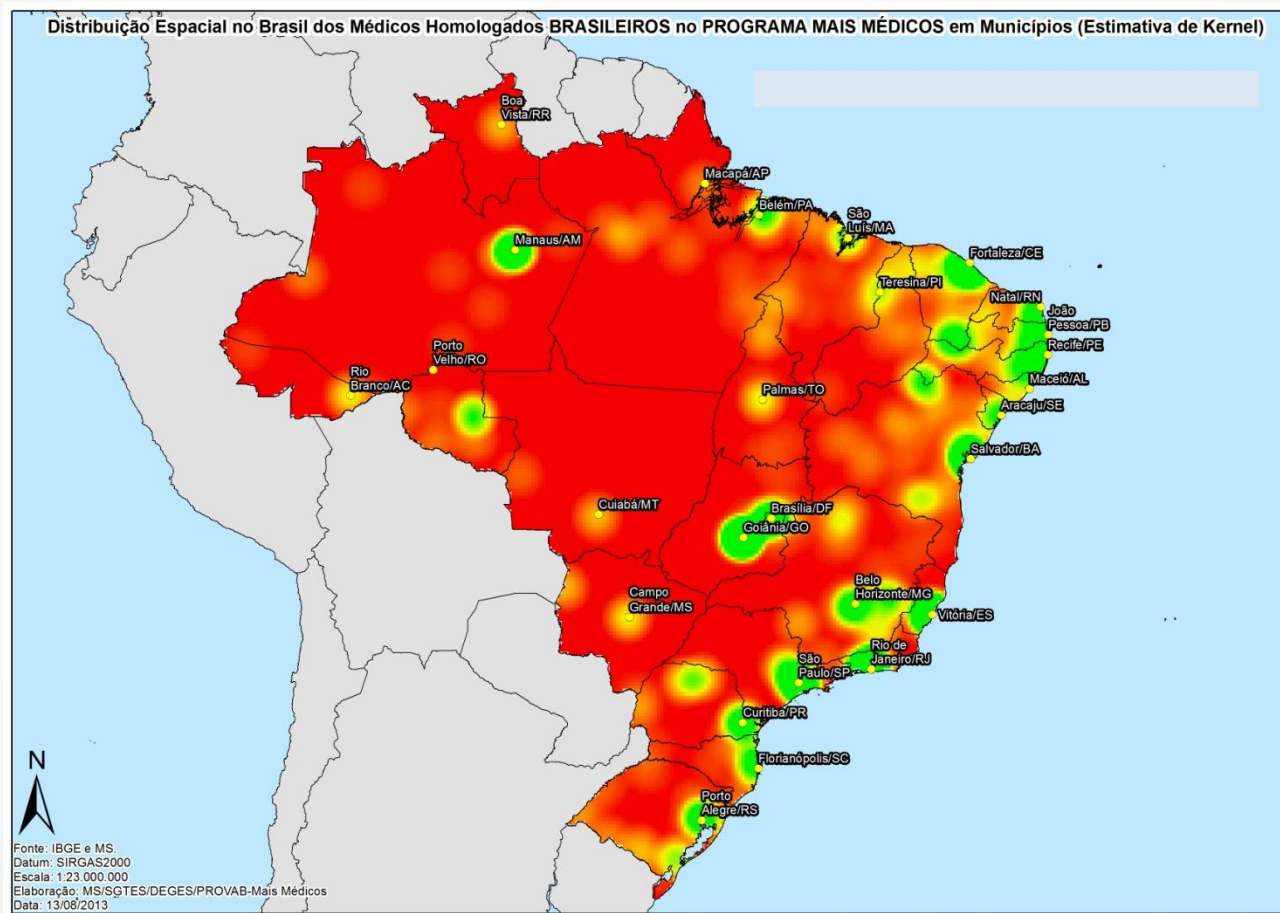 Distribuição Espacial no Brasil dos Médicos Homologados BRASILEIROS no PROGRAMA MAIS MÉDICOS em Municípios (Estimativa de Kernel)
Boa
Vista/RR
Macapá/AP
Belém/PA
São
Luís/MA
Manaus/AM
Fortaleza/CE
Teresina/PI
Natal/RN
João
Pessoa/PB
Recife/PE
Porto
Velho/RO
Rio
Branco/AC
Palmas/TO
Maceió/AL
Aracaju/SE
Salvador/BA
Cuiabá/MT
Brasília/DF
Goiânia/GO
Campo
Grande/MS
Belo
Horizonte/MG
Vitória/ES
Rio de
Janeiro/RJ
São
Paulo/SP
Curitiba/PR
Florianópolis/SC
Porto
Alegre/RS
N
Fonte: IBGE e MS.
Datum: SIRGAS2000
Escala: 1:23.000.000
Elaboração: MS/SGTES/DEGES/PROVAB-Mais Médicos
Data: 13/08/2013